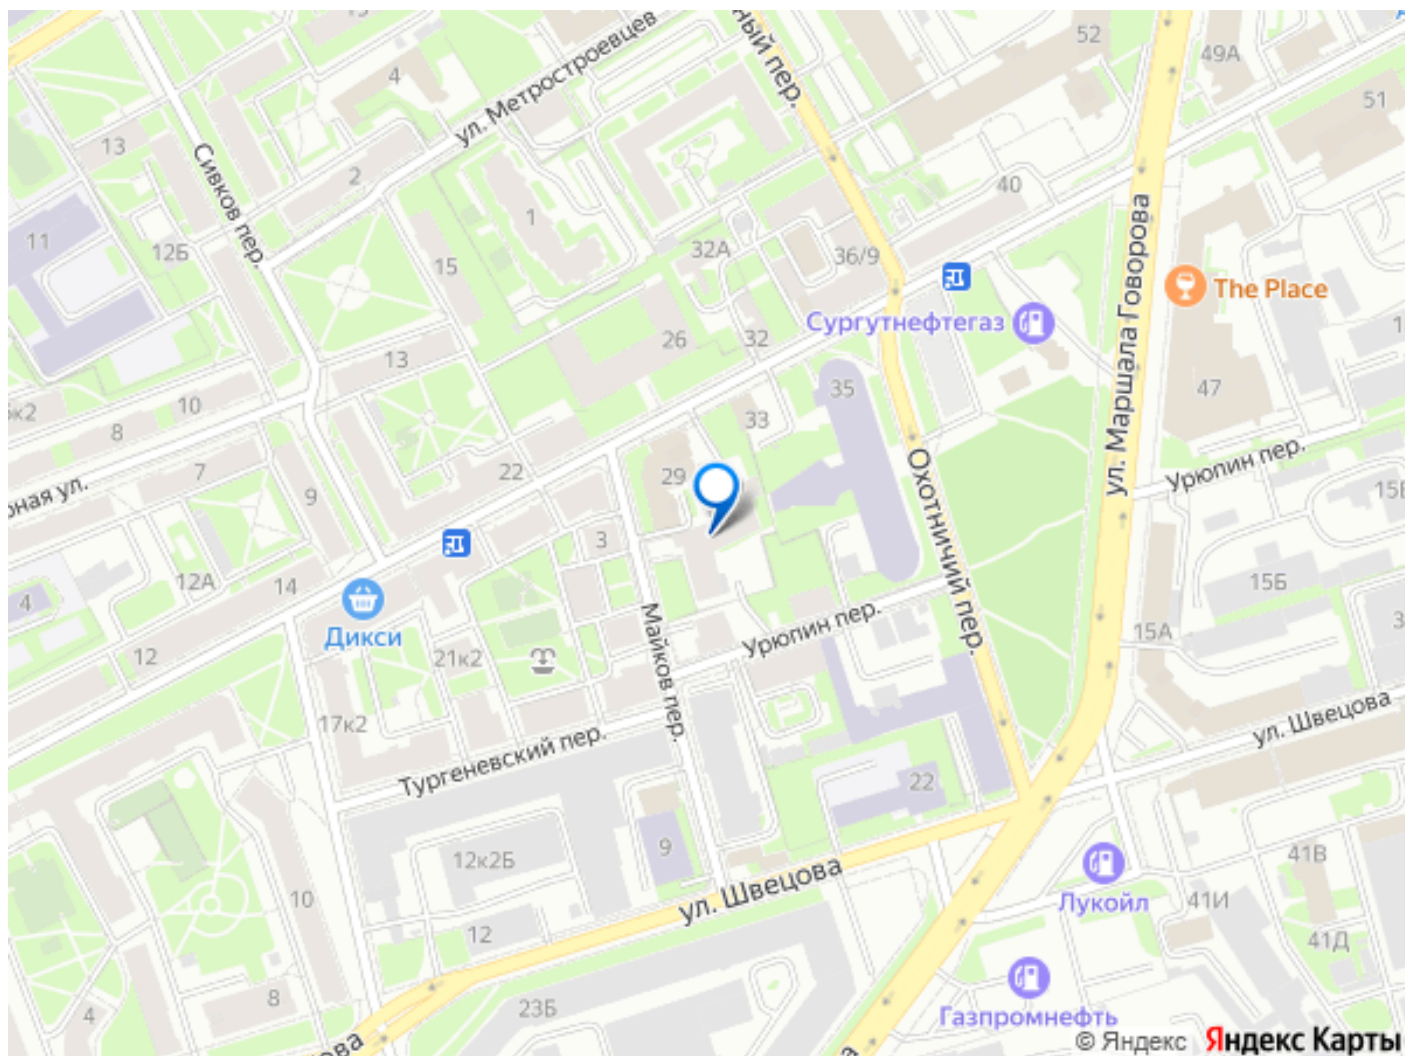 ный пер.
52
49А
4
ул. Метростроевцев
51
13
Сивков пер.
2
40
1
11
12Б
32А
36/9
15
ул. Маршала Говорова
The Place
Сургутнефтегаз
26
32
13
35
47
к2
10
8
33
Урюпин пер.
7
22
29
9
Охотничий пер.
ная ул.
3
12А
14
15Б
4
Дикси
Майков пер.
Урюпин пер.
15А
12
21к2
17к2
ул. Швецова
Тургеневский пер.
22
9
12к2Б
41В
ул. Швецова
10
Лукойл
41И
12
41Д
8
23Б
4
Газпромнефть
ова
© Яндекс Яндекс Карты